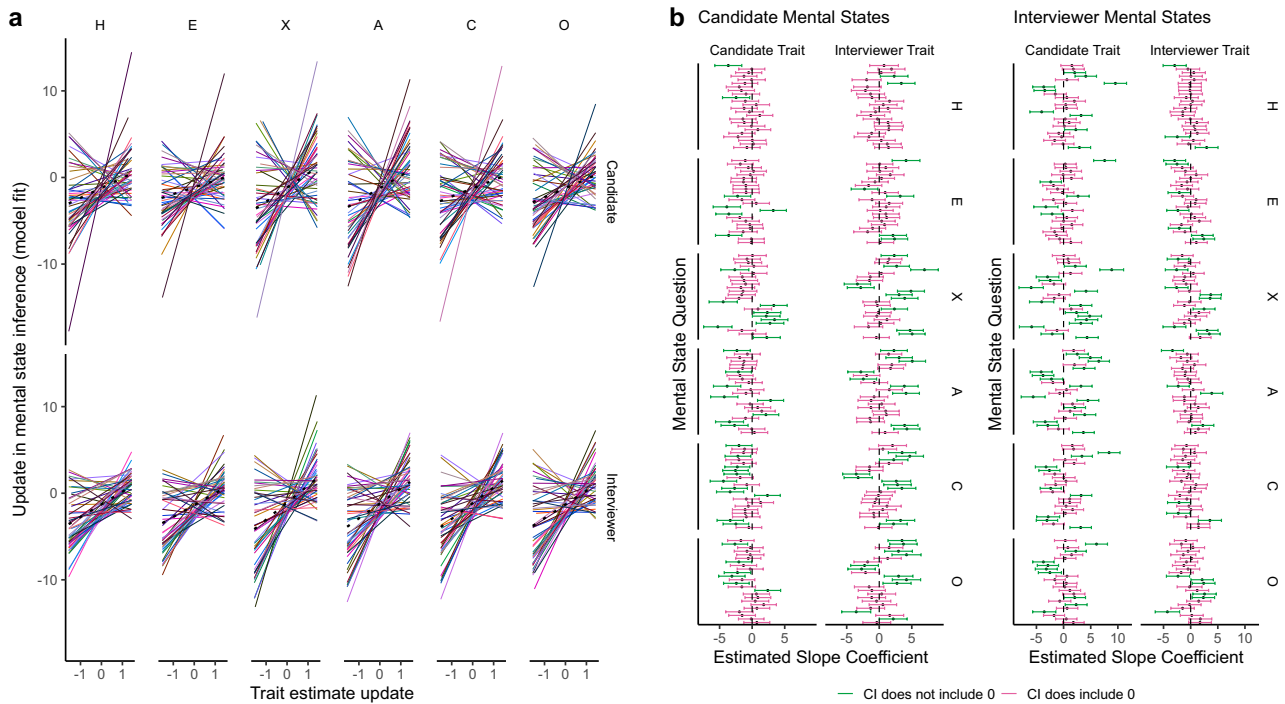 a
H E X A C O
10
0
-10
Candidate
10
0
-10
Interviewer
Update in mental state inference (model fit)
-1 0 1 -1 0 1 -1 0 1 -1 0 1 -1 0 1 -1 0 1
Trait estimate update
b
Candidate Mental States
Candidate Trait Interviewer Trait
Mental State Question
H
E
X
A
C
O
-5 0 5 -5 0 5
Estimated Slope Coefficient
Interviewer Mental States
Candidate Trait Interviewer Trait
Mental State Question
H
E
X
A
C
O
-5 0 5 10 -5 0 5 10
Estimated Slope Coefficient
CI does not include 0 CI does include 0